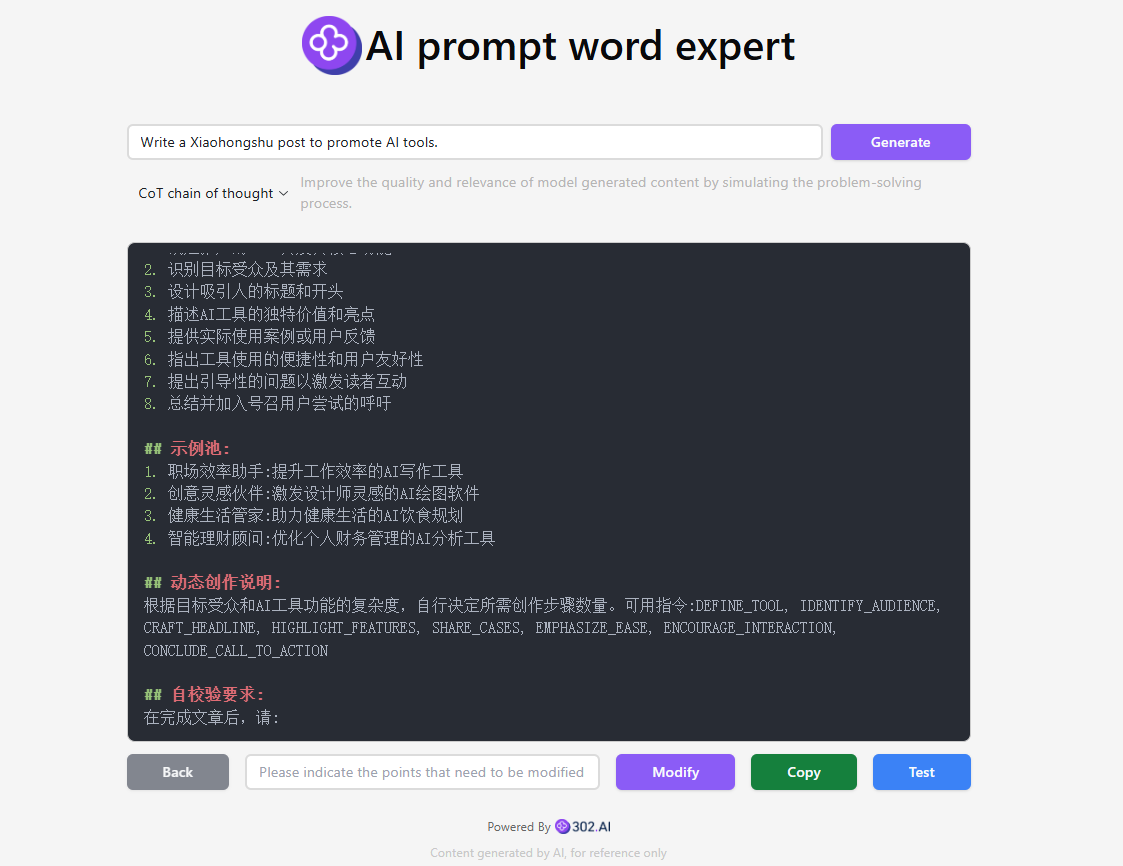 AI prompt word expert
Write a Xiaohongshu post to promote AI tools.
Generate
CoT chain of thought
Improve the quality and relevance of model generated content by simulating the problem-solving
process.
2. 识别目标受众及其需求
3. 设计吸引人的标题和开头
4. 描述AI工具的独特价值和亮点
5. 提供实际使用案例或用户反馈
6. 指出工具使用的便捷性和用户友好性
7. 提出引导性的问题以激发读者互动
8. 总结并加入号召用户尝试的呼吁
## 示例池:
1. 职场效率助手:提升工作效率的AI写作工具
2. 创意灵感伙伴:激发设计师灵感的AI绘图软件
3. 健康生活管家:助力健康生活的AI饮食规划
4. 智能理财顾问:优化个人财务管理的AI分析工具
## 动态创作说明:
根据目标受众和AI工具功能的复杂度，自行决定所需创作步骤数量。可用指令:DEFINE_TOOL, IDENTIFY_AUDIENCE,
CRAFT_HEADLINE, HIGHLIGHT_FEATURES, SHARE_CASES, EMPHASIZE_EASE, ENCOURAGE_INTERACTION,
CONCLUDE_CALL_TO_ACTION
## 自校验要求:
在完成文章后，请:
Back
Please indicate the points that need to be modified
Modify
Copy
Test
Powered By 302.AI
Content generated by AI, for reference only